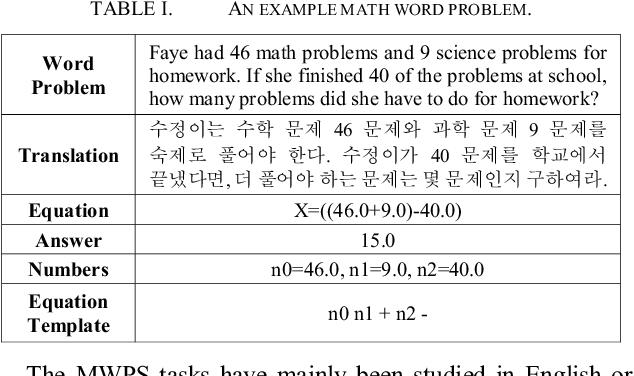 TABLE I. AN EXAMPLE MATH WORD PROBLEM.
Word
Problem
Faye had 46 math problems and 9 science problems for
homework. If she finished 40 of the problems at school,
how many problems did she have to do for homework?
Translation
수정이는 수학 문제 46 문제와 과학 문제 9 문제를
숙제로 풀어야 한다. 수정이가 40 문제를 학교에서
끝냈다면, 더 풀어야 하는 문제는 몇 문제인지 구하여라.
Equation
X=((46.0+9.0)-40.0)
Answer
15.0
Numbers
n0=46.0, n1=9.0, n2=40.0
Equation
Template
n0 n1 + n2 -
The MWPS tasks have mainly been studied in English or